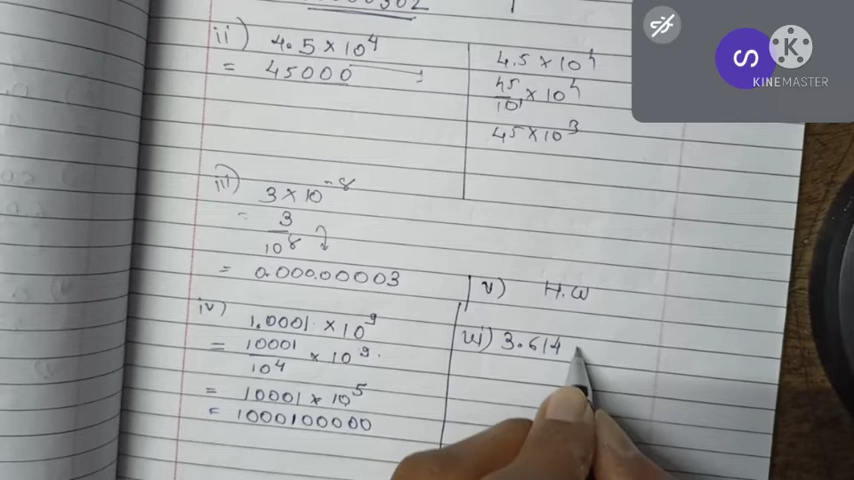 ii) 4.5 × 10⁴
= 45000
4.5 × 10⁴
45/10¹ × 10⁴
45 × 10³
iii) 3 × 10⁻⁸
= 3/10⁸
= 0.00000003
iv) 1.0001 × 10⁹
= 10001/10⁴ × 10⁹.
= 10001 × 10⁵
= 1000100000
v) H.W
vi) 3.614
KINEMASTER